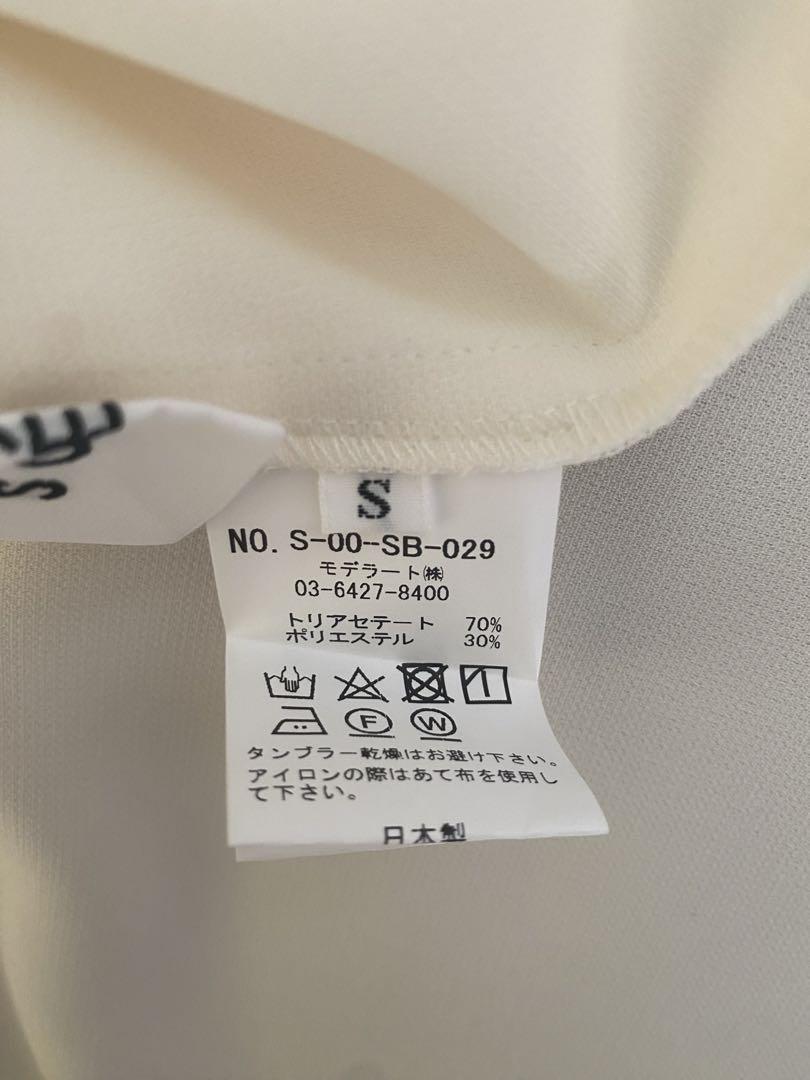 S
S
NO. S-00-SB-029
モデラート㈱
03-6427-8400
トリアセテート 70%
ポリエステル 30%
F W
タンブラー乾燥はお避け下さい。
アイロンの際はあて布を使用し
て下さい。
日本製